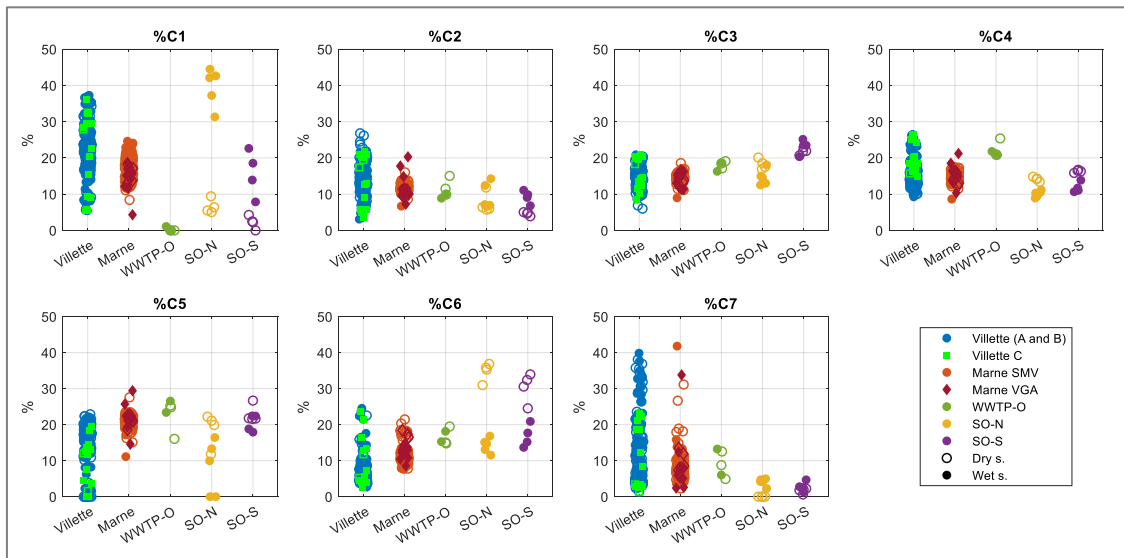 %C1
%C2
%C3
%C4
50
40
30
20
10
0
%
Villette
Marne
WWTP-O
SO-N
SO-S
50
40
30
20
10
0
%
Villette
Marne
WWTP-O
SO-N
SO-S
50
40
30
20
10
0
%
Villette
Marne
WWTP-O
SO-N
SO-S
50
40
30
20
10
0
%
Villette
Marne
WWTP-O
SO-N
SO-S
%C5
%C6
%C7
50
40
30
20
10
0
%
Villette
Marne
WWTP-O
SO-N
SO-S
50
40
30
20
10
0
%
Villette
Marne
WWTP-O
SO-N
SO-S
50
40
30
20
10
0
%
Villette
Marne
WWTP-O
SO-N
SO-S
Villette (A and B)
Villette C
Marne SMV
Marne VGA
WWTP-O
SO-N
SO-S
Dry s.
Wet s.